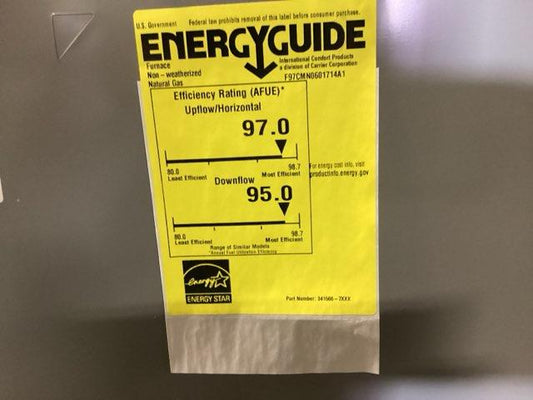 U.S. Government Federal law prohibits removal of this label before consumer purchase.
ENERGYGUIDE
Furnace
Non - weatherized
Natural Gas
International Comfort Products
a division of Carrier Corporation
F97CMN0601714A1
Efficiency Rating (AFUE)*
Upflow/Horizontal
97.0
80.0 98.7
Least Efficient Most Efficient
For energy cost info, visit
productinfo.energy.gov
Downflow
95.0
80.0 98.7
Least Efficient Most Efficient
Range of Similar Models
*Annual Fuel Utilization Efficiency
energy
ENERGY STAR
Part Number: 341566-7XXX